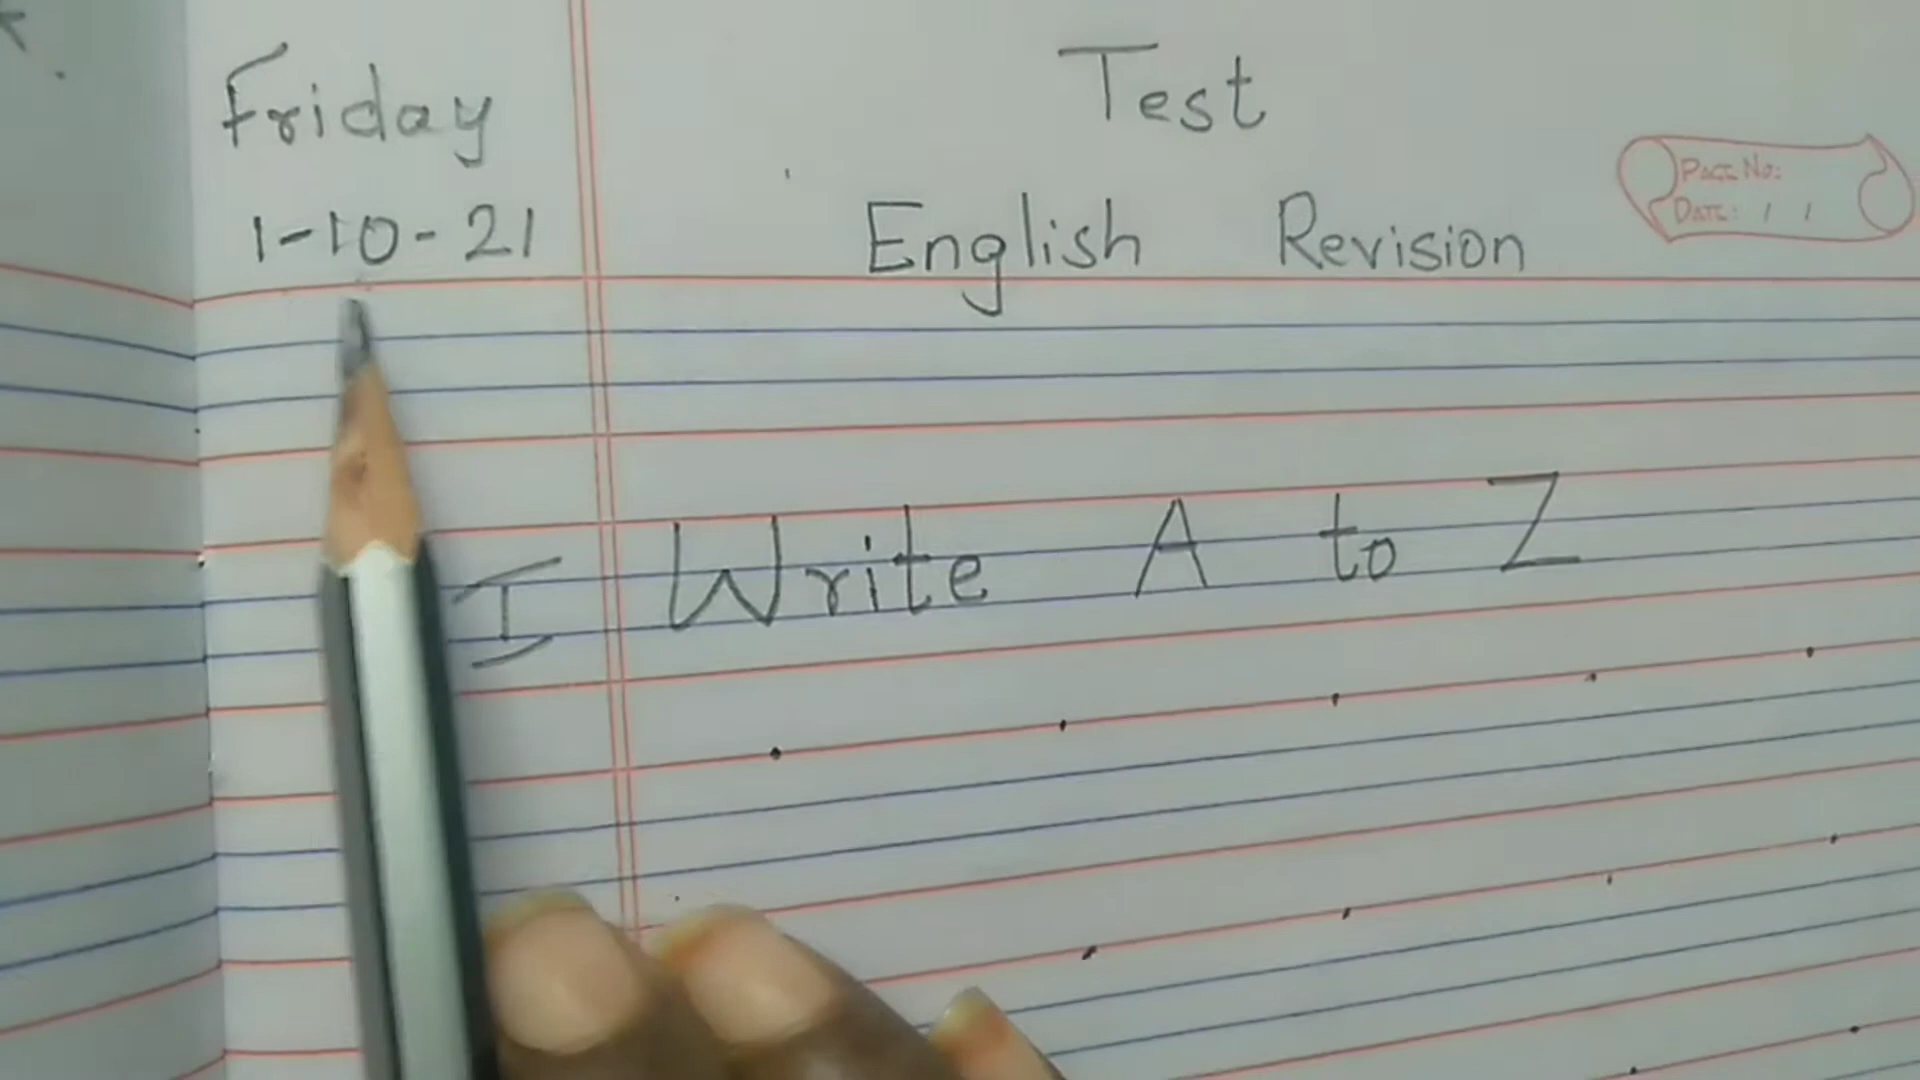 Friday
1-10-21
Test
English Revision
PAGE NO:
DATE: / /
I Write A to Z